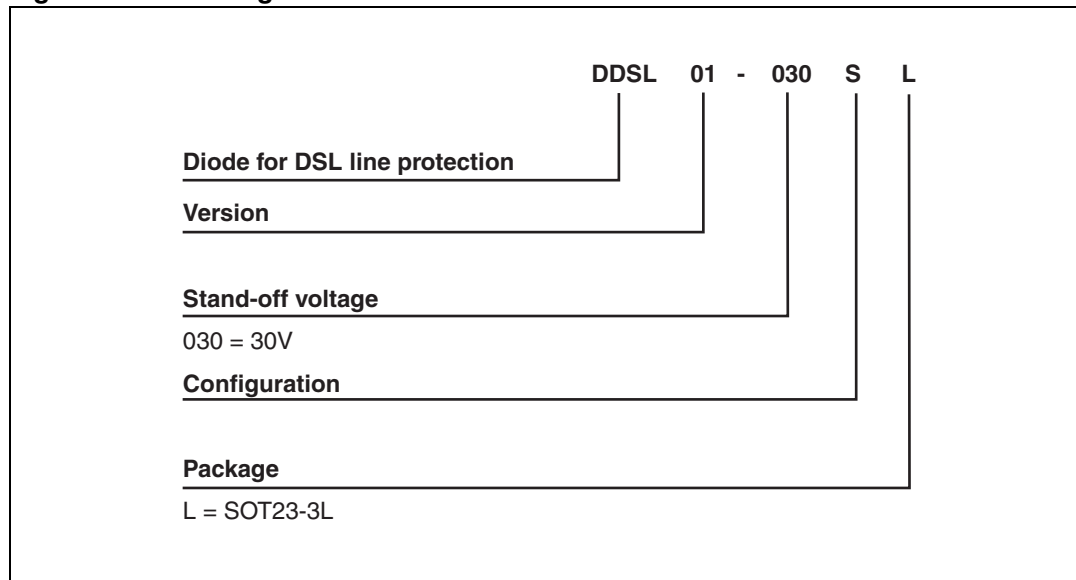 DDSL 01 - 030 S L
Diode for DSL line protection
Version
Stand-off voltage
030 = 30V
Configuration
Package
L = SOT23-3L